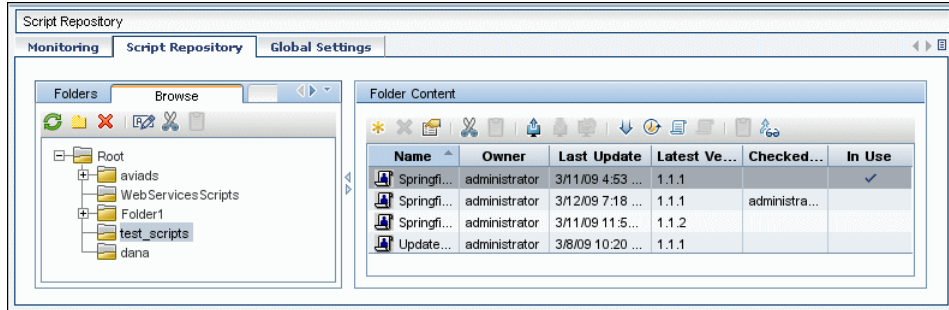 Script Repository
Monitoring Script Repository Global Settings
Folders Browse
Folder Content
Root
aviads
WebServicesScripts
Folder1
test_scripts
dana
Name Owner Last Update Latest Ve... Checked... In Use
Springfi... administrator 3/11/09 4:53 ... 1.1.1
Springfi... administrator 3/12/09 7:18 ... 1.1.1 administra...
Springfi... administrator 3/11/09 11:5... 1.1.2
Update... administrator 3/8/09 10:20 ... 1.1.1